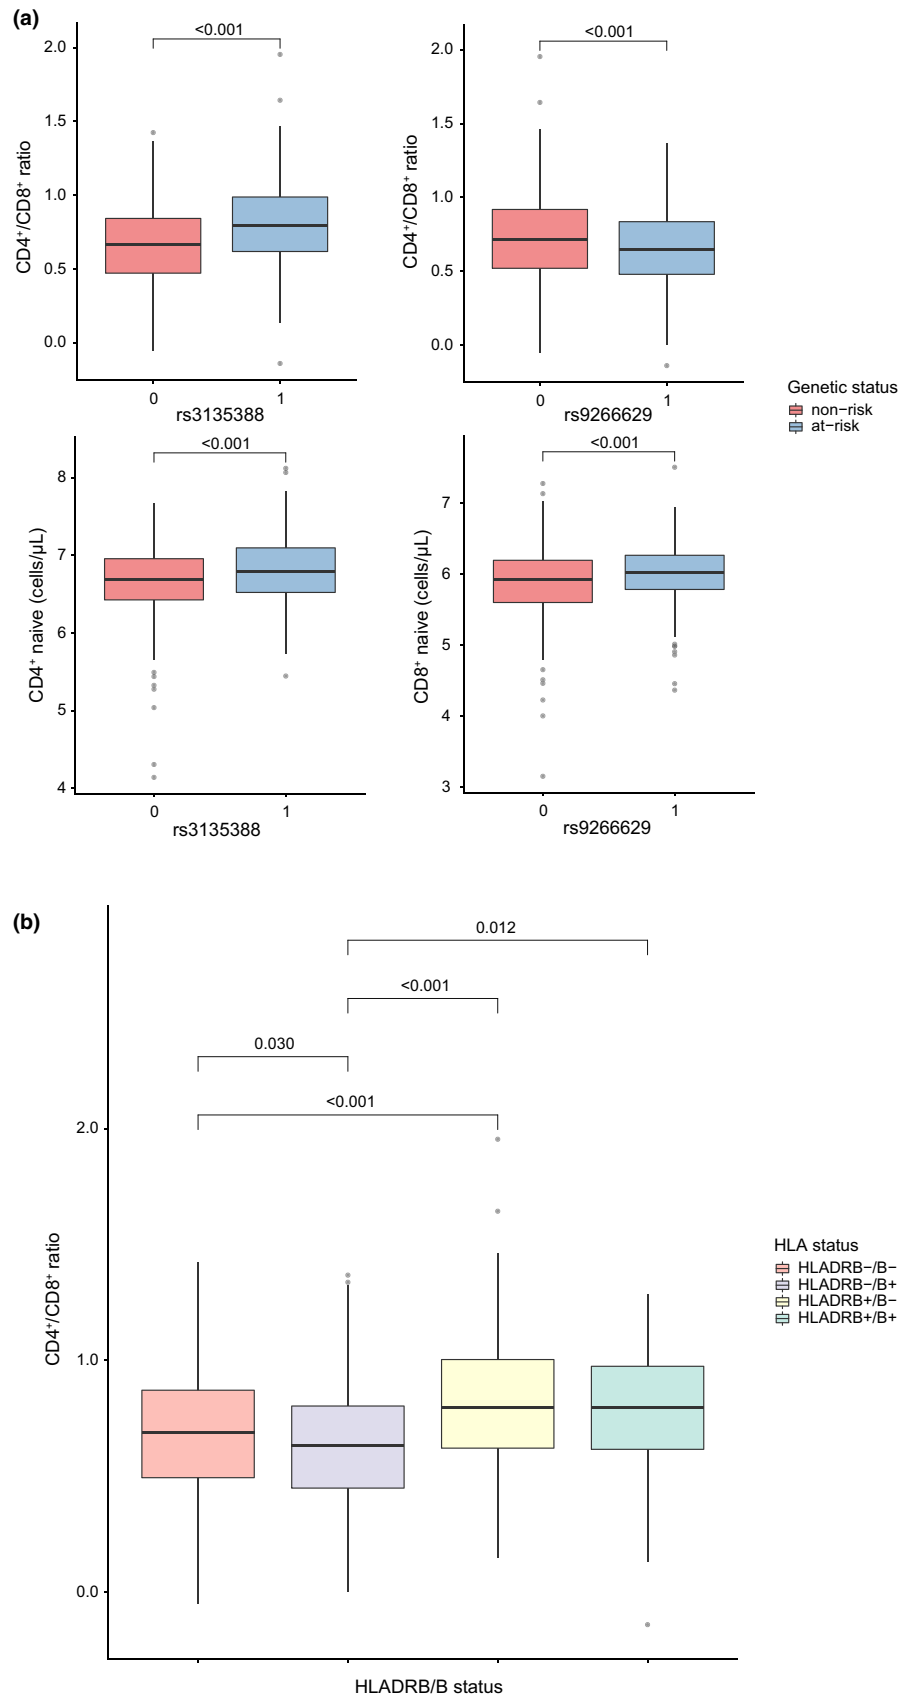 (a)
<0.001
2.0
1.5
1.0
0.5
0.0
CD4⁺/CD8⁺ ratio
0 1
rs3135388
<0.001
2.0
1.5
1.0
0.5
0.0
CD4⁺/CD8⁺ ratio
0 1
rs9266629
Genetic status
non−risk
at−risk
<0.001
8
7
6
5
4
CD4⁺ naive (cells/µL)
0 1
rs3135388
<0.001
7
6
5
4
3
CD8⁺ naive (cells/µL)
0 1
rs9266629
(b)
0.012
<0.001
0.030
<0.001
2.0
1.0
0.0
CD4⁺/CD8⁺ ratio
HLADRB/B status
HLA status
HLADRB−/B−
HLADRB−/B+
HLADRB+/B−
HLADRB+/B+